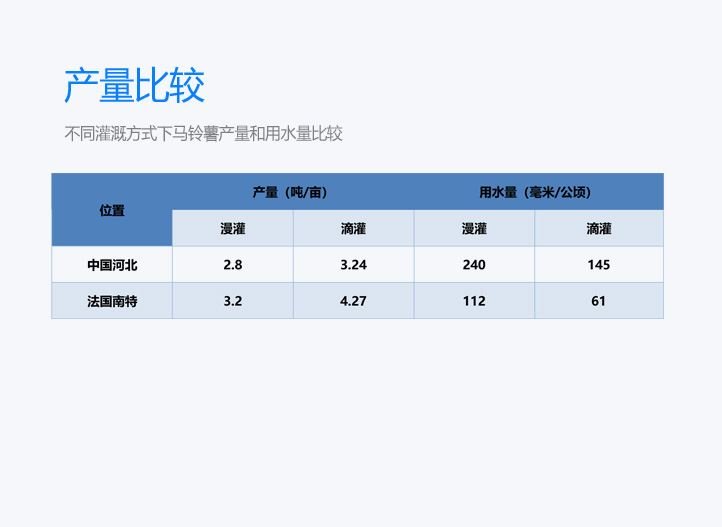 产量比较
不同灌溉方式下马铃薯产量和用水量比较
位置 产量（吨/亩） 用水量（毫米/公顷）
漫灌 滴灌 漫灌 滴灌
中国河北 2.8 3.24 240 145
法国南特 3.2 4.27 112 61